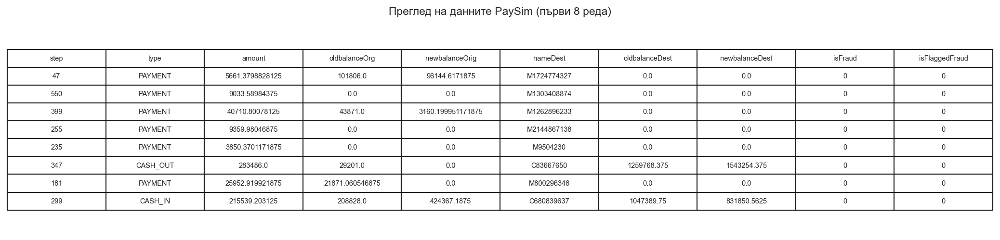 Преглед на данните PaySim (първи 8 реда)
step type amount oldbalanceOrg newbalanceOrig nameDest oldbalanceDest newbalanceDest isFraud isFlaggedFraud
47 PAYMENT 5661.3798828125 101806.0 96144.6171875 M1724774327 0.0 0.0 0 0
550 PAYMENT 9033.58984375 0.0 0.0 M1303408874 0.0 0.0 0 0
399 PAYMENT 40710.80078125 43871.0 3160.199951171875 M1262896233 0.0 0.0 0 0
255 PAYMENT 9359.98046875 0.0 0.0 M2144867138 0.0 0.0 0 0
235 PAYMENT 3850.3701171875 0.0 0.0 M9504230 0.0 0.0 0 0
347 CASH_OUT 283486.0 29201.0 0.0 C83667650 1259768.375 1543254.375 0 0
181 PAYMENT 25952.919921875 21871.060546875 0.0 M800296348 0.0 0.0 0 0
299 CASH_IN 215539.203125 208828.0 424367.1875 C680839637 1047389.75 831850.5625 0 0